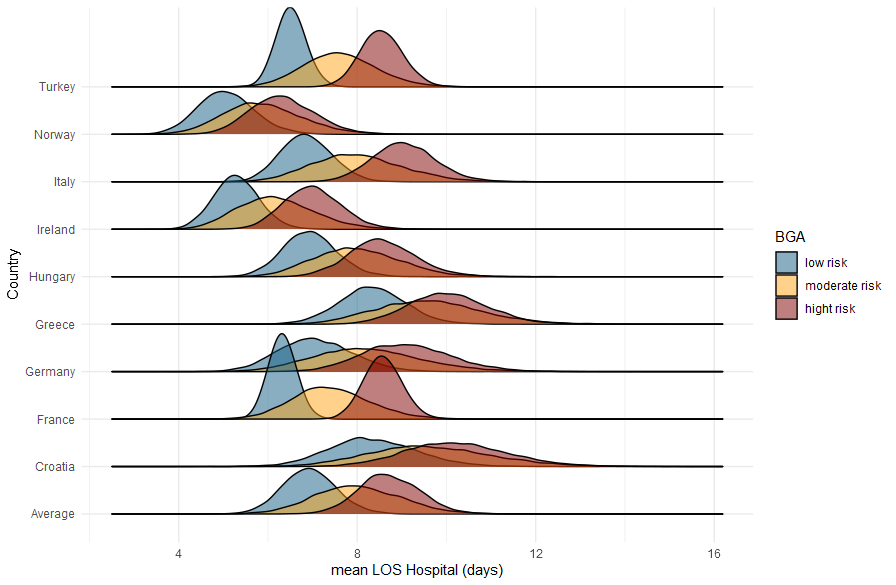 Turkey
Norway
Italy
Ireland
Hungary
Greece
Germany
France
Croatia
Average
Country
4 8 12 16
mean LOS Hospital (days)
BGA
low risk
moderate risk
hight risk